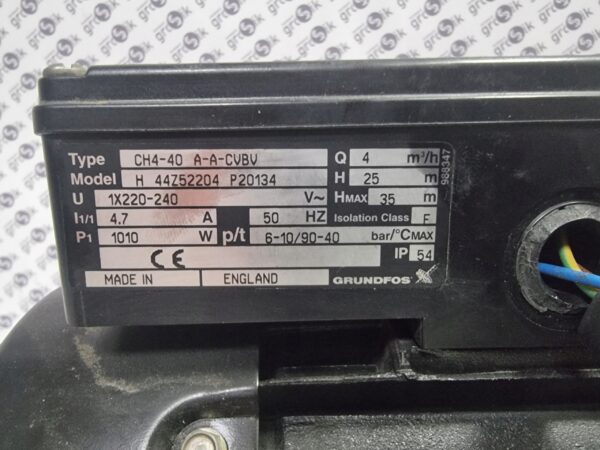 Type CH4-40 A-A-CVBV Q 4 m³/h
Model H 44Z52204 P20134 H 25 m
U 1X220-240 V~ HMAX 35 m
I1/1 4.7 A 50 HZ Isolation Class F
P1 1010 W p/t 6-10/90-40 bar/°CMAX
CE IP 54
MADE IN ENGLAND GRUNDFOS
988347